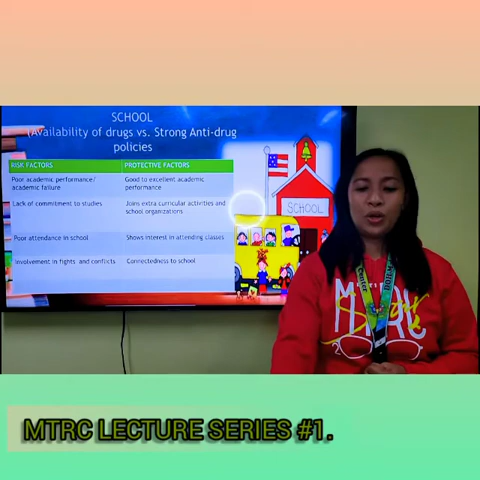 SCHOOL
(Availability of drugs vs. Strong Anti-drug
policies
RISK FACTORS PROTECTIVE FACTORS
Poor academic performance/ Good to excellent academic
academic failure performance
Lack of commitment to studies Joins extra curricular activities and
school organizations
Poor attendance in school Shows interest in attending classes
Involvement in fights and conflicts Connectedness to school
SCHOOL
MTRC
MTRC LECTURE SERIES #1.